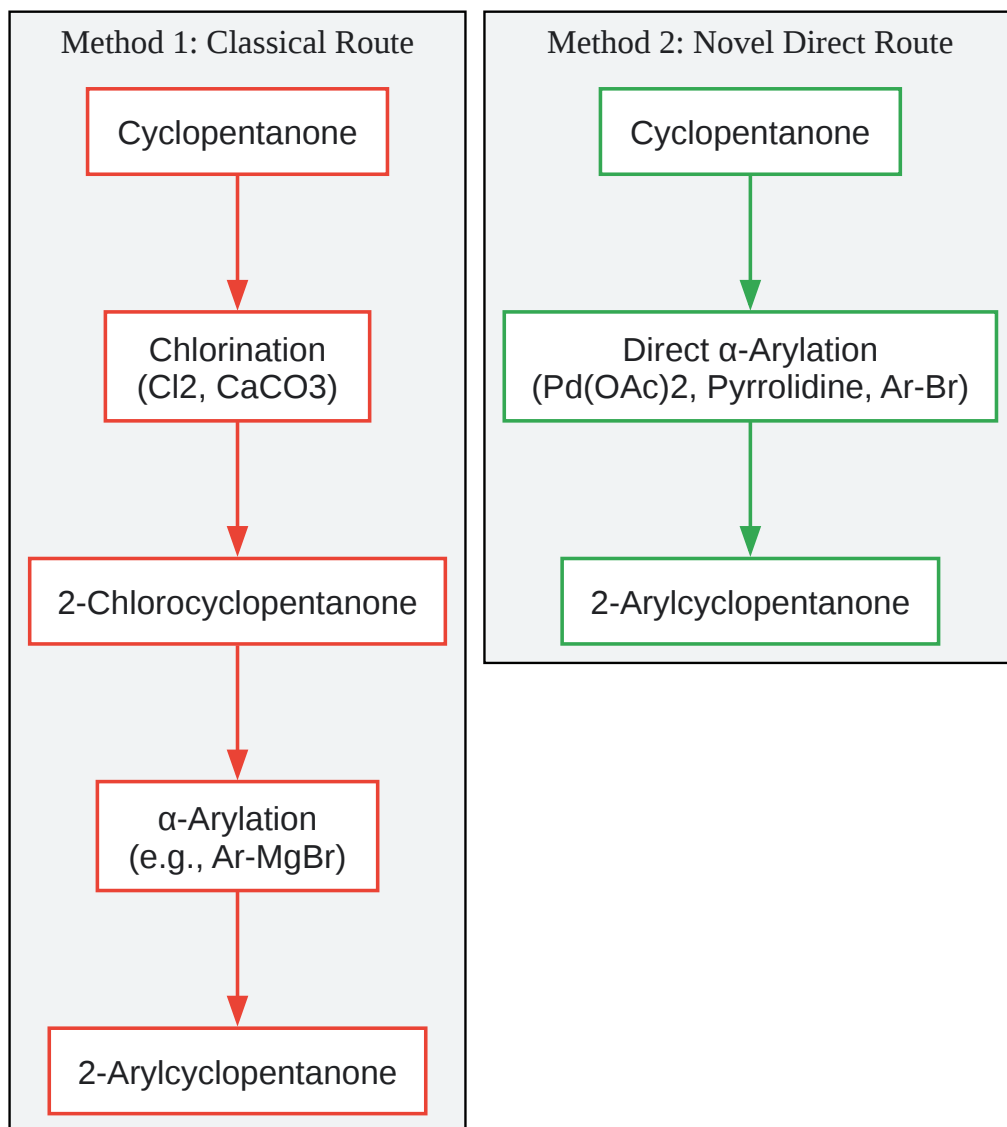 Method 1: Classical Route
Cyclopentanone
Chlorination
(Cl2, CaCO3)
2-Chlorocyclopentanone
α-Arylation
(e.g., Ar-MgBr)
2-Arylcyclopentanone
Method 2: Novel Direct Route
Cyclopentanone
Direct α-Arylation
(Pd(OAc)2, Pyrrolidine, Ar-Br)
2-Arylcyclopentanone